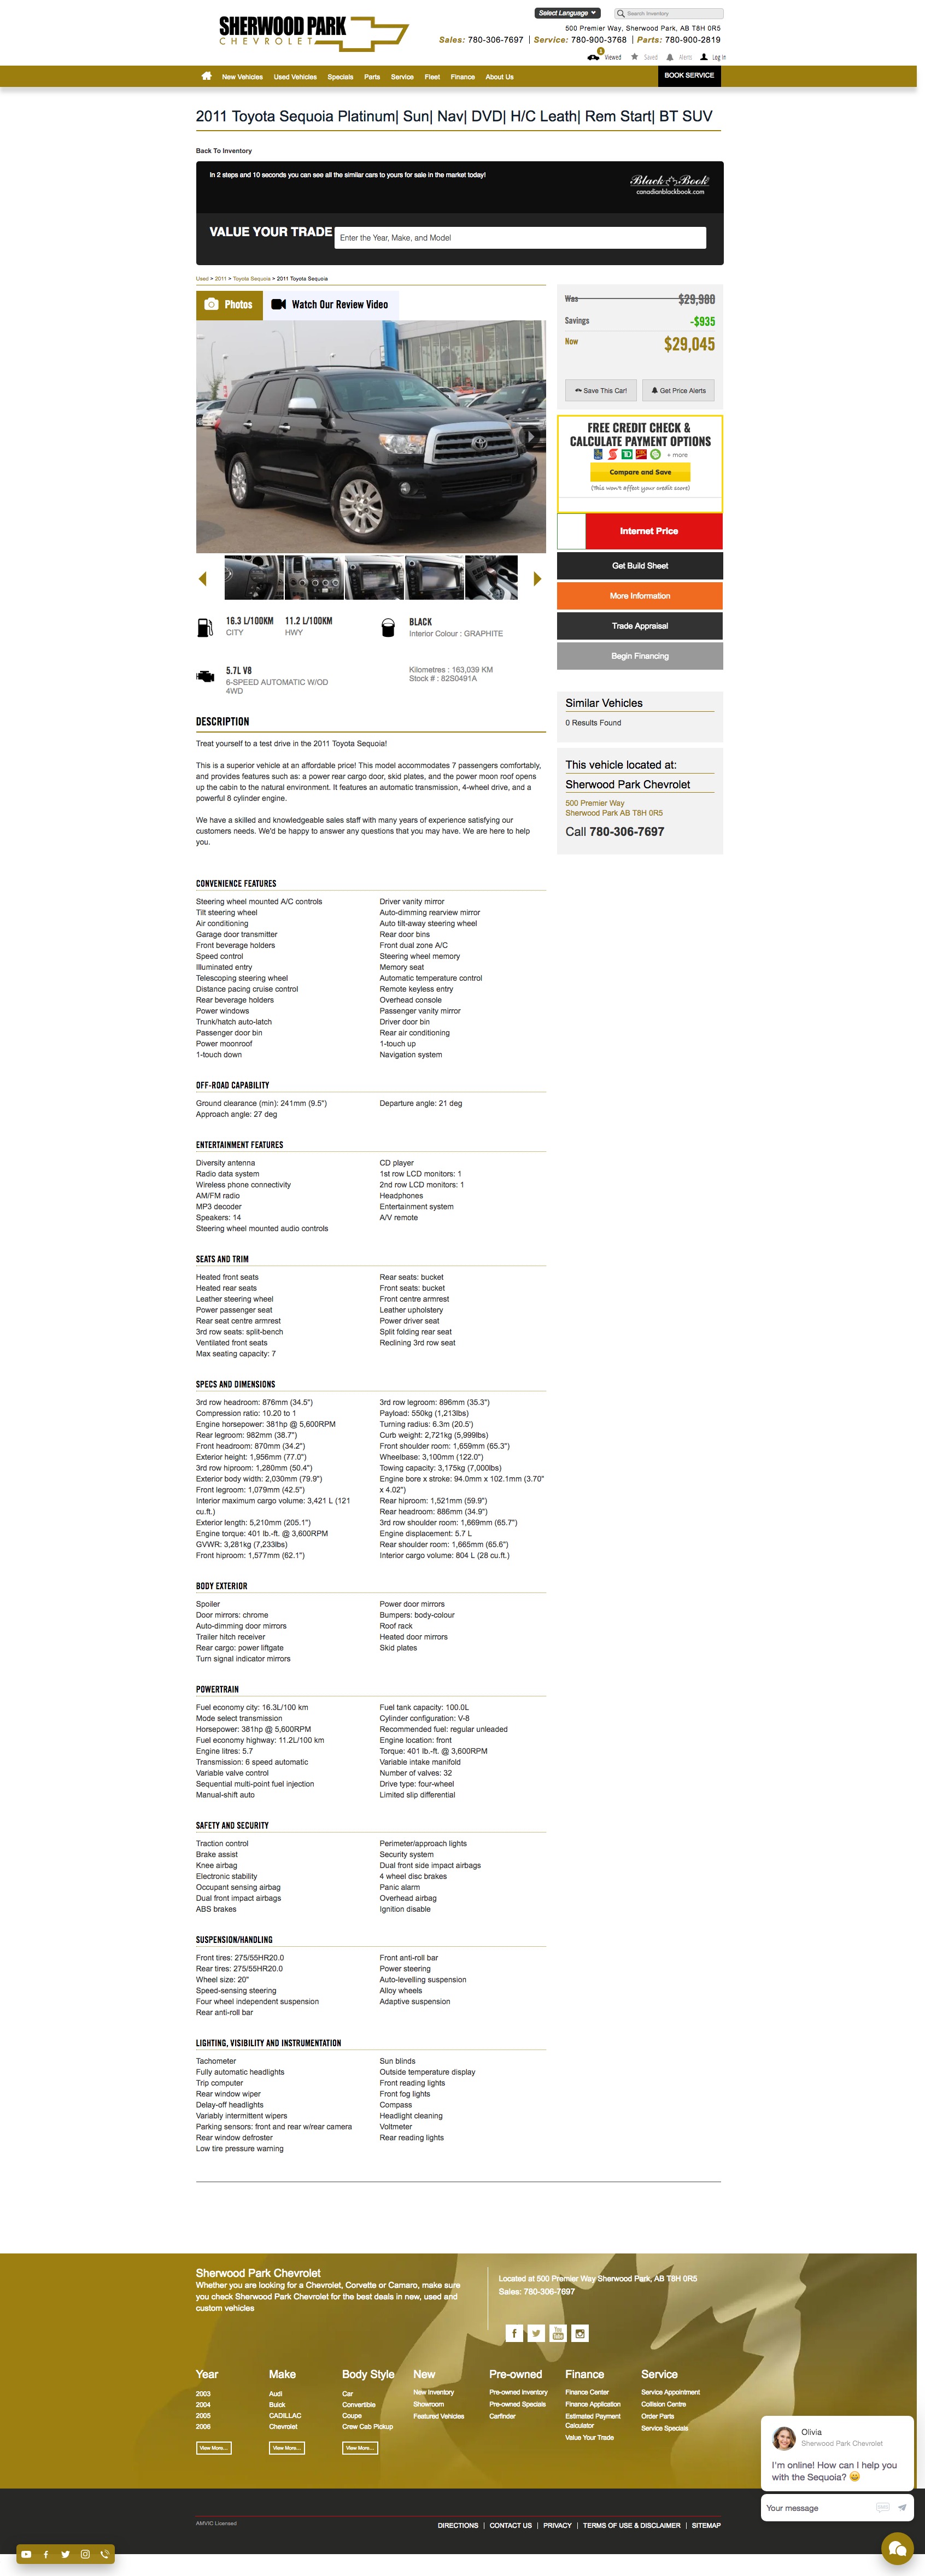 Select Language
Search Inventory
SHERWOOD PARK
CHEVROLET
500 Premier Way, Sherwood Park, AB T8H 0R5
Sales: 780-306-7697 | Service: 780-900-3768 | Parts: 780-900-2819
1
Viewed Saved Alerts Log In
New Vehicles Used Vehicles Specials Parts Service Fleet Finance About Us
BOOK SERVICE
2011 Toyota Sequoia Platinum| Sun| Nav| DVD| H/C Leath| Rem Start| BT SUV
Back To Inventory
In 2 steps and 10 seconds you can see all the similar cars to yours for sale in the market today!
Black Book
canadianblackbook.com
VALUE YOUR TRADE
Enter the Year, Make, and Model
Used > 2011 > Toyota Sequoia > 2011 Toyota Sequoia
Photos
Watch Our Review Video
Was $29,980
Savings -$935
Now $29,045
Save This Car!
Get Price Alerts
FREE CREDIT CHECK &
CALCULATE PAYMENT OPTIONS
+ more
Compare and Save
(This won't affect your credit score)
Internet Price
Get Build Sheet
More Information
Trade Appraisal
Begin Financing
16.3 L/100KM 11.2 L/100KM
CITY HWY
BLACK
Interior Colour : GRAPHITE
5.7L V8
6-SPEED AUTOMATIC W/OD
4WD
Kilometres : 163,039 KM
Stock # : 82S0491A
Similar Vehicles
0 Results Found
This vehicle located at:
Sherwood Park Chevrolet
500 Premier Way
Sherwood Park AB T8H 0R5
Call 780-306-7697
DESCRIPTION
Treat yourself to a test drive in the 2011 Toyota Sequoia!
This is a superior vehicle at an affordable price! This model accommodates 7 passengers comfortably,
and provides features such as: a power rear cargo door, skid plates, and the power moon roof opens
up the cabin to the natural environment. It features an automatic transmission, 4-wheel drive, and a
powerful 8 cylinder engine.
We have a skilled and knowledgeable sales staff with many years of experience satisfying our
customers needs. We'd be happy to answer any questions that you may have. We are here to help
you.
CONVENIENCE FEATURES
Steering wheel mounted A/C controls
Tilt steering wheel
Air conditioning
Garage door transmitter
Front beverage holders
Speed control
Illuminated entry
Telescoping steering wheel
Distance pacing cruise control
Rear beverage holders
Power windows
Trunk/hatch auto-latch
Passenger door bin
Power moonroof
1-touch down
Driver vanity mirror
Auto-dimming rearview mirror
Auto tilt-away steering wheel
Rear door bins
Front dual zone A/C
Steering wheel memory
Memory seat
Automatic temperature control
Remote keyless entry
Overhead console
Passenger vanity mirror
Driver door bin
Rear air conditioning
1-touch up
Navigation system
OFF-ROAD CAPABILITY
Ground clearance (min): 241mm (9.5")
Approach angle: 27 deg
Departure angle: 21 deg
ENTERTAINMENT FEATURES
Diversity antenna
Radio data system
Wireless phone connectivity
AM/FM radio
MP3 decoder
Speakers: 14
Steering wheel mounted audio controls
CD player
1st row LCD monitors: 1
2nd row LCD monitors: 1
Headphones
Entertainment system
A/V remote
SEATS AND TRIM
Heated front seats
Heated rear seats
Leather steering wheel
Power passenger seat
Rear seat centre armrest
3rd row seats: split-bench
Ventilated front seats
Max seating capacity: 7
Rear seats: bucket
Front seats: bucket
Front centre armrest
Leather upholstery
Power driver seat
Split folding rear seat
Reclining 3rd row seat
SPECS AND DIMENSIONS
3rd row headroom: 876mm (34.5")
Compression ratio: 10.20 to 1
Engine horsepower: 381hp @ 5,600RPM
Rear legroom: 982mm (38.7")
Front headroom: 870mm (34.2")
Exterior height: 1,956mm (77.0")
3rd row hiproom: 1,280mm (50.4")
Exterior body width: 2,030mm (79.9")
Front legroom: 1,079mm (42.5")
Interior maximum cargo volume: 3,421 L (121
cu.ft.)
Exterior length: 5,210mm (205.1")
Engine torque: 401 lb.-ft. @ 3,600RPM
GVWR: 3,281kg (7,233lbs)
Front hiproom: 1,577mm (62.1")
3rd row legroom: 896mm (35.3")
Payload: 550kg (1,213lbs)
Turning radius: 6.3m (20.5')
Curb weight: 2,721kg (5,999lbs)
Front shoulder room: 1,659mm (65.3")
Wheelbase: 3,100mm (122.0")
Towing capacity: 3,175kg (7,000lbs)
Engine bore x stroke: 94.0mm x 102.1mm (3.70"
x 4.02")
Rear hiproom: 1,521mm (59.9")
Rear headroom: 886mm (34.9")
3rd row shoulder room: 1,669mm (65.7")
Engine displacement: 5.7 L
Rear shoulder room: 1,665mm (65.6")
Interior cargo volume: 804 L (28 cu.ft.)
BODY EXTERIOR
Spoiler
Door mirrors: chrome
Auto-dimming door mirrors
Trailer hitch receiver
Rear cargo: power liftgate
Turn signal indicator mirrors
Power door mirrors
Bumpers: body-colour
Roof rack
Heated door mirrors
Skid plates
POWERTRAIN
Fuel economy city: 16.3L/100 km
Mode select transmission
Horsepower: 381hp @ 5,600RPM
Fuel economy highway: 11.2L/100 km
Engine litres: 5.7
Transmission: 6 speed automatic
Variable valve control
Sequential multi-point fuel injection
Manual-shift auto
Fuel tank capacity: 100.0L
Cylinder configuration: V-8
Recommended fuel: regular unleaded
Engine location: front
Torque: 401 lb.-ft. @ 3,600RPM
Variable intake manifold
Number of valves: 32
Drive type: four-wheel
Limited slip differential
SAFETY AND SECURITY
Traction control
Brake assist
Knee airbag
Electronic stability
Occupant sensing airbag
Dual front impact airbags
ABS brakes
Perimeter/approach lights
Security system
Dual front side impact airbags
4 wheel disc brakes
Panic alarm
Overhead airbag
Ignition disable
SUSPENSION/HANDLING
Front tires: 275/55HR20.0
Rear tires: 275/55HR20.0
Wheel size: 20"
Speed-sensing steering
Four wheel independent suspension
Rear anti-roll bar
Front anti-roll bar
Power steering
Auto-levelling suspension
Alloy wheels
Adaptive suspension
LIGHTING, VISIBILITY AND INSTRUMENTATION
Tachometer
Fully automatic headlights
Trip computer
Rear window wiper
Delay-off headlights
Variably intermittent wipers
Parking sensors: front and rear w/rear camera
Rear window defroster
Low tire pressure warning
Sun blinds
Outside temperature display
Front reading lights
Front fog lights
Compass
Headlight cleaning
Voltmeter
Rear reading lights
Sherwood Park Chevrolet
Whether you are looking for a Chevrolet, Corvette or Camaro, make sure
you check Sherwood Park Chevrolet for the best deals in new, used and
custom vehicles
Located at 500 Premier Way Sherwood Park, AB T8H 0R5
Sales: 780-306-7697
Year
2003
2004
2005
2006
View More...
Make
Audi
Buick
CADILLAC
Chevrolet
View More...
Body Style
Car
Convertible
Coupe
Crew Cab Pickup
View More...
New
New Inventory
Showroom
Featured Vehicles
Pre-owned
Pre-owned Inventory
Pre-owned Specials
Carfinder
Finance
Finance Center
Finance Application
Estimated Payment
Calculator
Value Your Trade
Service
Service Appointment
Collision Centre
Order Parts
Service Specials
Olivia
Sherwood Park Chevrolet
I'm online! How can I help you
with the Sequoia? 😄
Your message
AMVIC Licensed
DIRECTIONS | CONTACT US | PRIVACY | TERMS OF USE & DISCLAIMER | SITEMAP